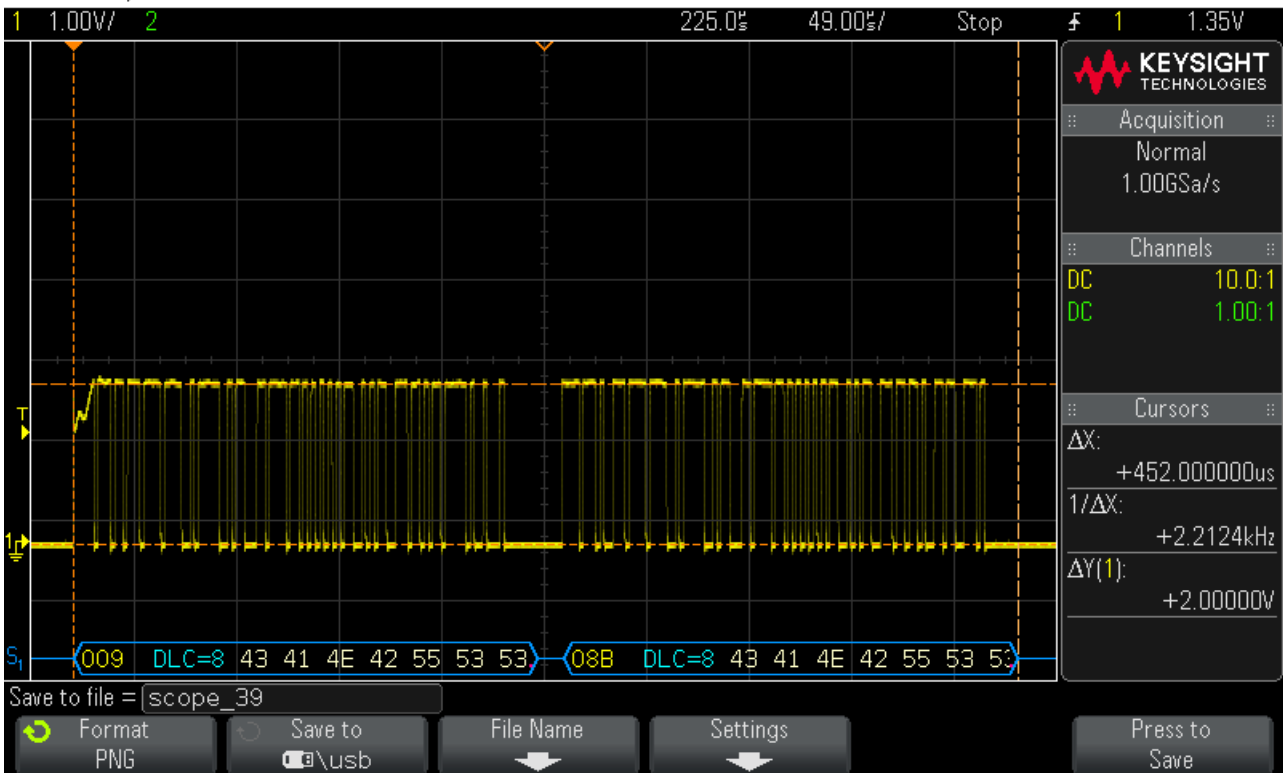 1 1.00V/ 2 225.0µs 49.00µs/ Stop 1 1.35V
KEYSIGHT
TECHNOLOGIES
Acquisition
Normal
1.00GSa/s
Channels
DC 10.0:1
DC 1.00:1
Cursors
ΔX:
+452.000000us
1/ΔX:
+2.2124kHz
ΔY(1):
+2.00000V
T
1
S1 009 DLC=8 43 41 4E 42 55 53 53 08B DLC=8 43 41 4E 42 55 53 53
Save to file = scope_39
Format
PNG
Save to
\usb
File Name
Settings
Press to
Save